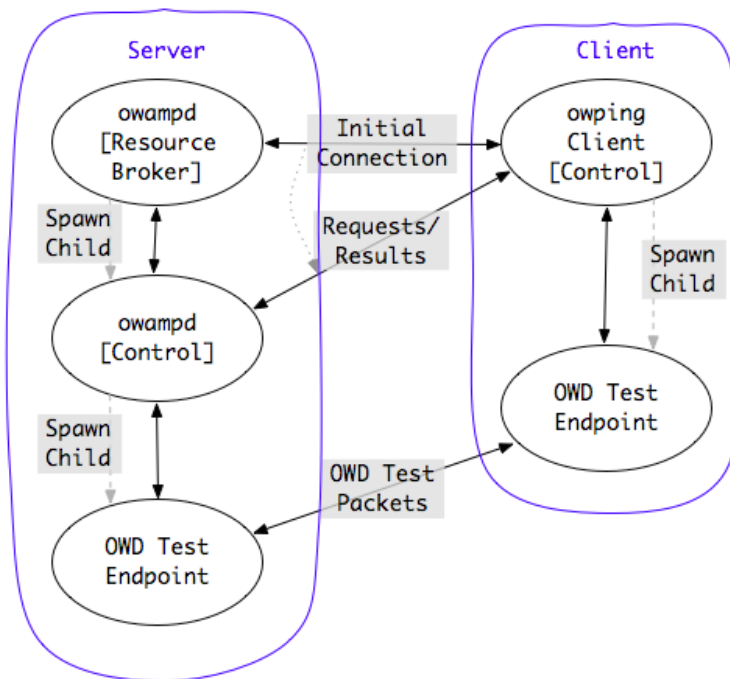 Server
Client
owampd
[Resource
Broker]
Initial
Connection
owping
Client
[Control]
Spawn
Child
Requests/
Results
Spawn
Child
owampd
[Control]
OWD Test
Endpoint
Spawn
Child
OWD Test
Packets
OWD Test
Endpoint